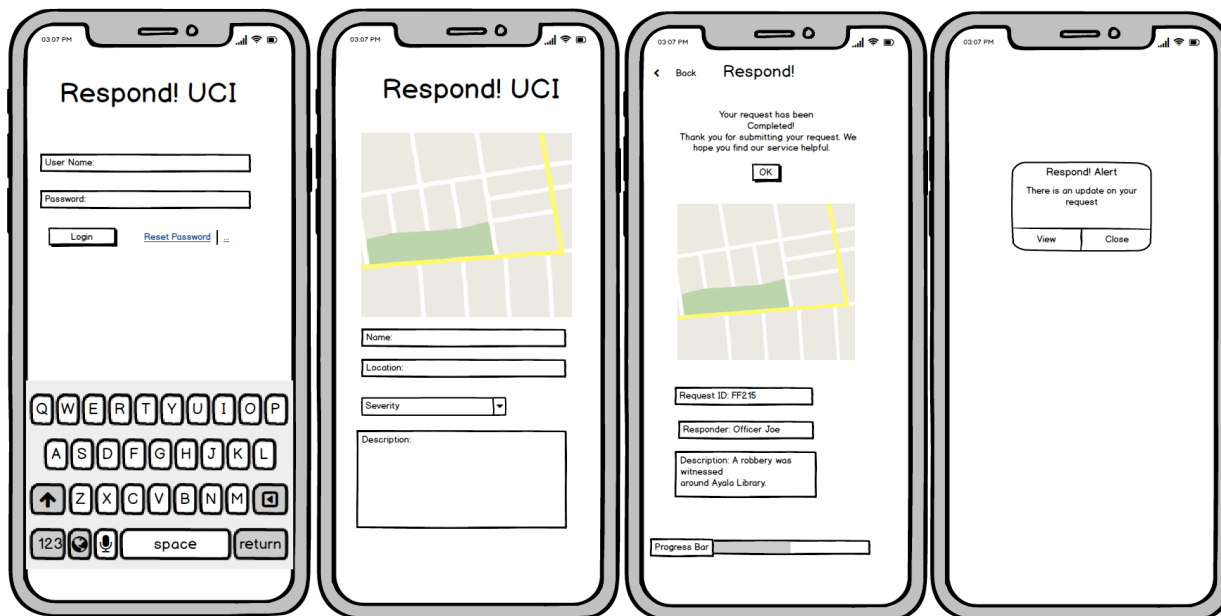 03:07 PM
Respond! UCI
User Name:
Password:
Login
Reset Password
...
Q W E R T Y U I O P
A S D F G H J K L
Z X C V B N M
123
space
return
03:07 PM
Respond! UCI
Name:
Location:
Severity
Description:
03:07 PM
Back
Respond!
Your request has been
Completed!
Thank you for submitting your request. We
hope you find our service helpful.
OK
Request ID: FF215
Responder: Officer Joe
Description: A robbery was
witnessed
around Ayala Library.
Progress Bar
03:07 PM
Respond! Alert
There is an update on your
request
View
Close